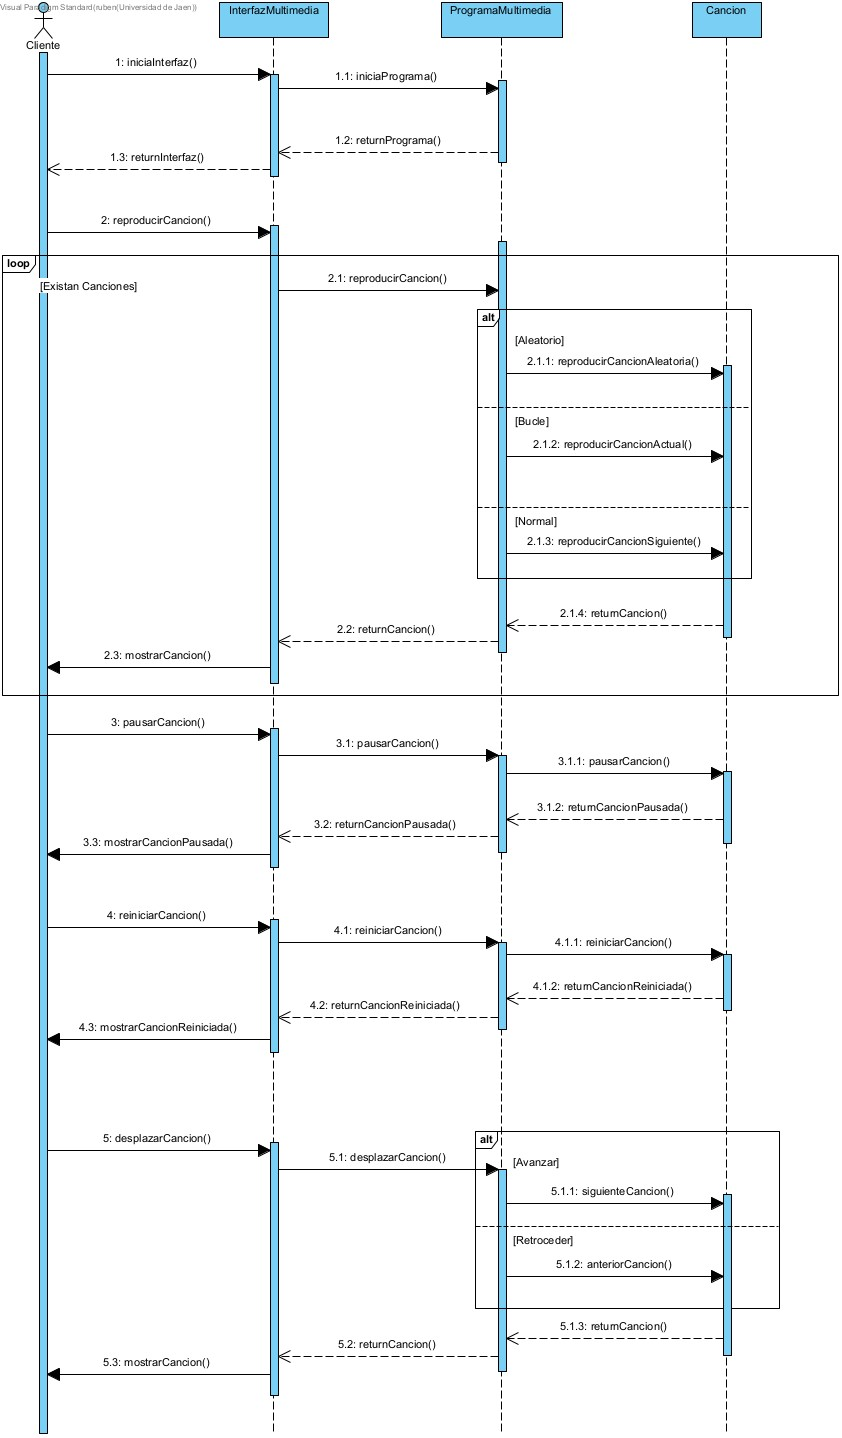 Visual Paradigm Standard(ruben(Universidad de Jaen))
InterfazMultimedia
ProgramaMultimedia
Cancion
Cliente
1: iniciaInterfaz()
1.1: iniciaPrograma()
1.2: returnPrograma()
1.3: returnInterfaz()
2: reproducirCancion()
loop
[Existan Canciones]
2.1: reproducirCancion()
alt
[Aleatorio]
2.1.1: reproducirCancionAleatoria()
[Bucle]
2.1.2: reproducirCancionActual()
[Normal]
2.1.3: reproducirCancionSiguiente()
2.1.4: returnCancion()
2.2: returnCancion()
2.3: mostrarCancion()
3: pausarCancion()
3.1: pausarCancion()
3.1.1: pausarCancion()
3.1.2: returnCancionPausada()
3.2: returnCancionPausada()
3.3: mostrarCancionPausada()
4: reiniciarCancion()
4.1: reiniciarCancion()
4.1.1: reiniciarCancion()
4.1.2: returnCancionReiniciada()
4.2: returnCancionReiniciada()
4.3: mostrarCancionReiniciada()
5: desplazarCancion()
alt
5.1: desplazarCancion()
[Avanzar]
5.1.1: siguienteCancion()
[Retroceder]
5.1.2: anteriorCancion()
5.1.3: returnCancion()
5.2: returnCancion()
5.3: mostrarCancion()